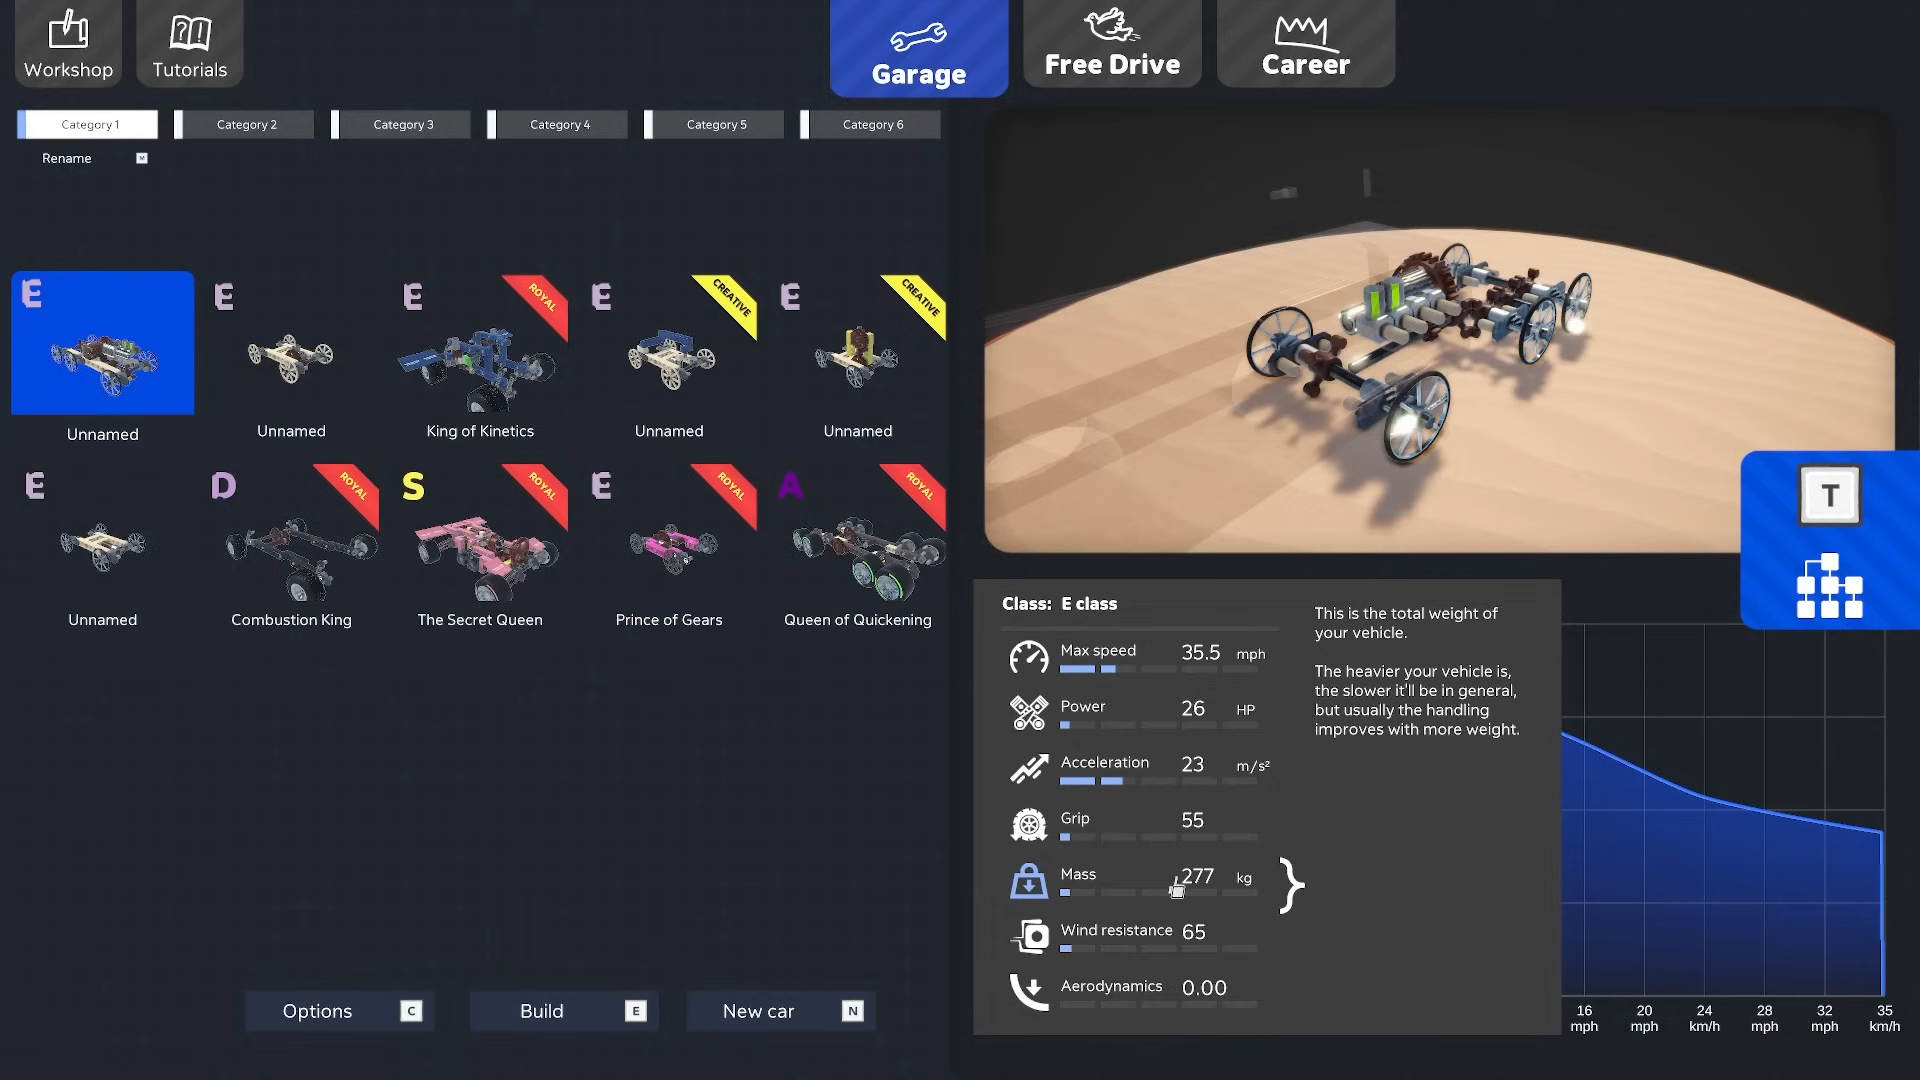 Workshop
Tutorials
Garage
Free Drive
Career
Category 1
Category 2
Category 3
Category 4
Category 5
Category 6
Rename
M
E
E
E
ROYAL
E
CREATIVE
E
CREATIVE
Unnamed
Unnamed
King of Kinetics
Unnamed
Unnamed
E
D
ROYAL
S
ROYAL
E
ROYAL
A
ROYAL
Unnamed
Combustion King
The Secret Queen
Prince of Gears
Queen of Quickening
T
Class: E class
Max speed 35.5 mph
Power 26 HP
Acceleration 23 m/s²
Grip 55
Mass 277 kg
Wind resistance 65
Aerodynamics 0.00
This is the total weight of
your vehicle.
The heavier your vehicle is,
the slower it'll be in general,
but usually the handling
improves with more weight.
16 20 24 28 32 35
mph mph km/h mph mph km/h
Options C
Build E
New car N